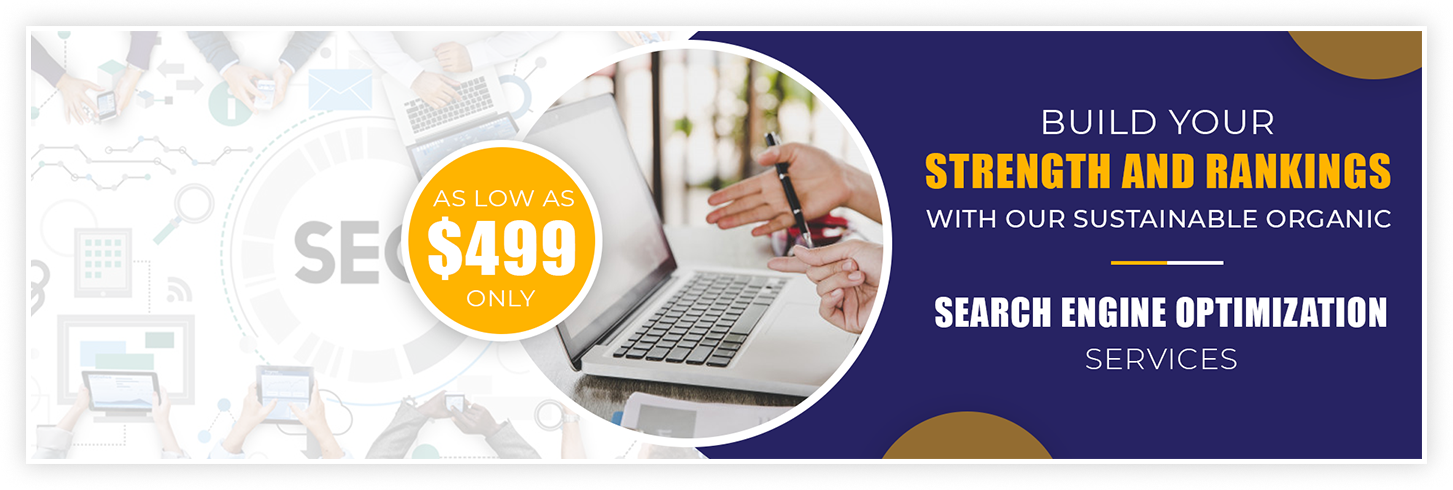 SEO
AS LOW AS
$499
ONLY
BUILD YOUR
STRENGTH AND RANKINGS
WITH OUR SUSTAINABLE ORGANIC
SEARCH ENGINE OPTIMIZATION
SERVICES